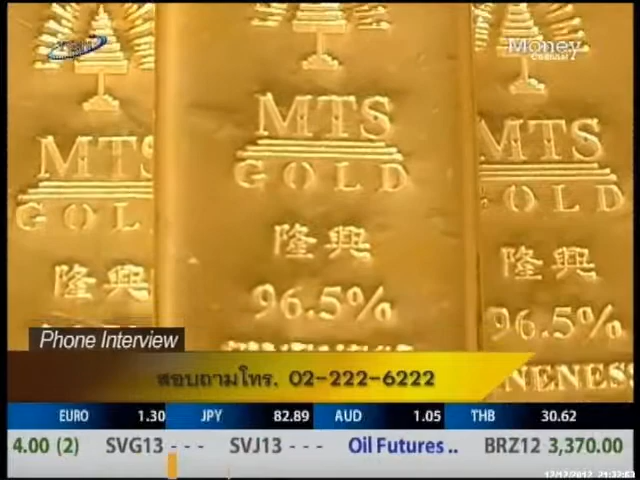 Money
Channel
MTS
GOLD
隆興
96.5%
MTS
GOLD
隆興
96.5%
MTS
GOLD
隆興
96.5%
NENESS
Phone Interview
สอบถามโทร. 02-222-6222
EURO 1.30 JPY 82.89 AUD 1.05 THB 30.62
4.00 (2) SVG13 - - - SVJ13 - - - Oil Futures .. BRZ12 3,370.00